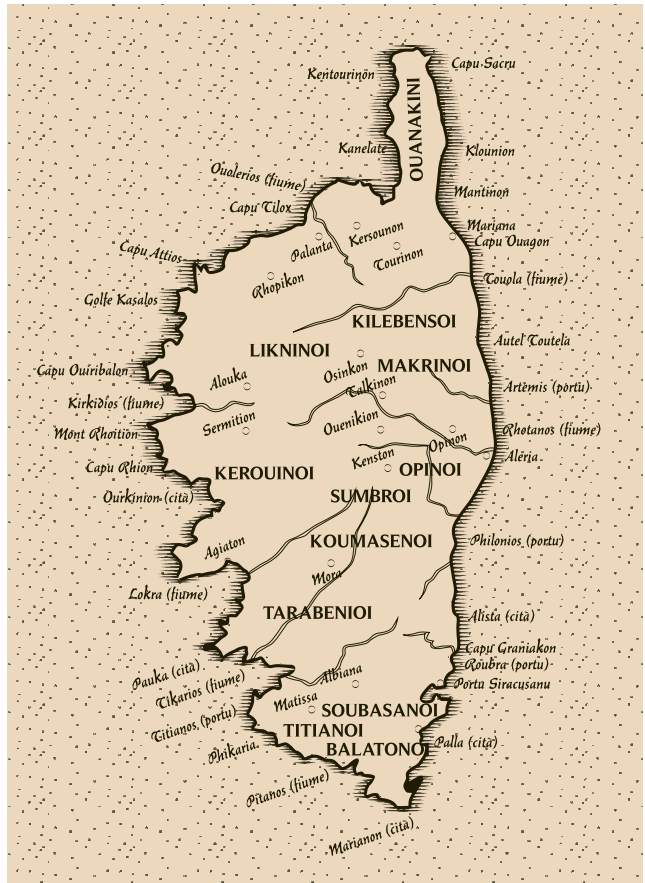 Capu Sacru
Kentourinön
OUANAKINI
Kanelate
Klounion
Oualerios (fiume)
Mantinon
Capu Tilox
Mariana
Kersounon
Capu Ouagon
Capu Attios
Palanta
Tourinon
Rhopikon
Touola (fiume)
Golfe Kasalos
KILEBENSOI
Autel Toutela
LIKNINOI
Osinkon
MAKRINOI
Capu Ouiribalon
Alouka
Talkinon
Artemis (portu)
Kirkidios (fiume)
Germition
Ouenikion
Rhotanos (fiume)
Mont Rhoition
Opinon
Aleria
Kenston
Capu Rhion
KEROUINOI
OPINOI
Ourkinion (cità)
SUMBROI
KOUMASENOI
Philonios (portu)
Agiaton
Mora
Lokra (fiume)
TARABENIOI
Alista (cità)
Capu Graniakon
Roubra (portu)
Pauka (cità)
Tikarios (fiume)
Albiana
Portu Siracusanu
Matissa
Titianos (portu)
SOUBASANOI
TITIANOI
Phikaria
BALATONOI
Palla (cità)
Pitanos (fiume)
Marianon (cità)